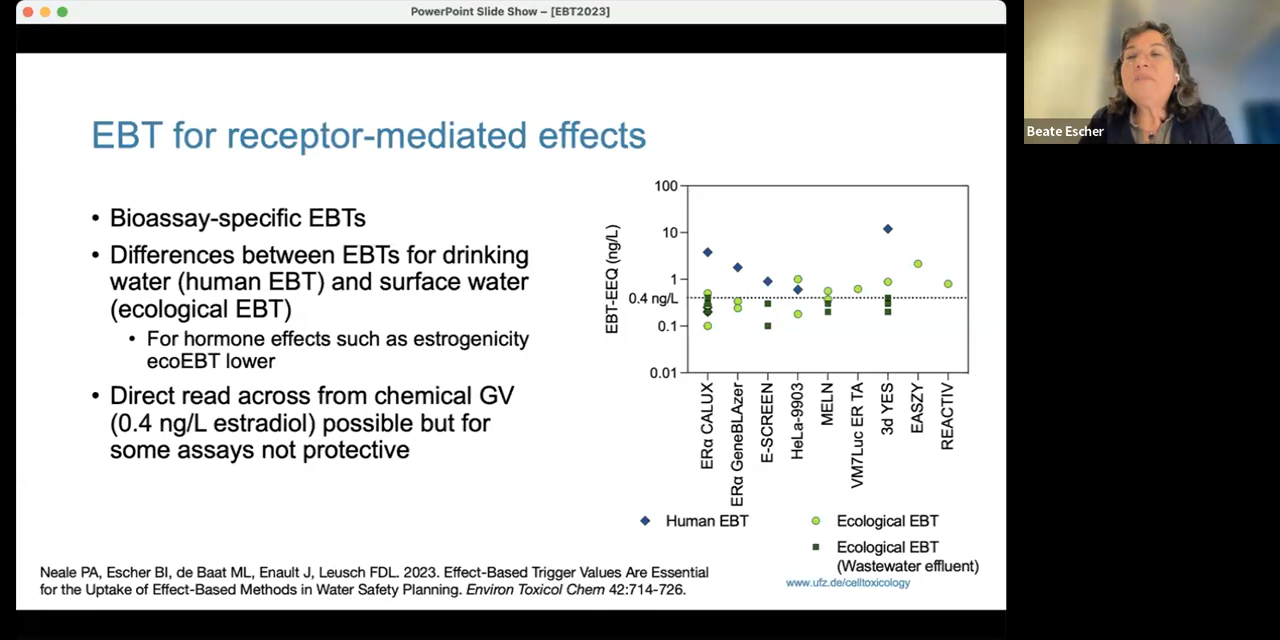 PowerPoint Slide Show – [EBT2023]
Beate Escher
EBT for receptor-mediated effects
• Bioassay-specific EBTs
• Differences between EBTs for drinking
water (human EBT) and surface water
(ecological EBT)
• For hormone effects such as estrogenicity
ecoEBT lower
• Direct read across from chemical GV
(0.4 ng/L estradiol) possible but for
some assays not protective
EBT-EEQ (ng/L)
100
10
1
0.4 ng/L
0.1
0.01
ERα CALUX
ERα GeneBLAzer
E-SCREEN
HeLa-9903
MELN
VM7Luc ER TA
3d YES
EASZY
REACTIV
Human EBT
Ecological EBT
Ecological EBT
(Wastewater effluent)
Neale PA, Escher BI, de Baat ML, Enault J, Leusch FDL. 2023. Effect-Based Trigger Values Are Essential
for the Uptake of Effect-Based Methods in Water Safety Planning. Environ Toxicol Chem 42:714-726.
www.ufz.de/celltoxicology